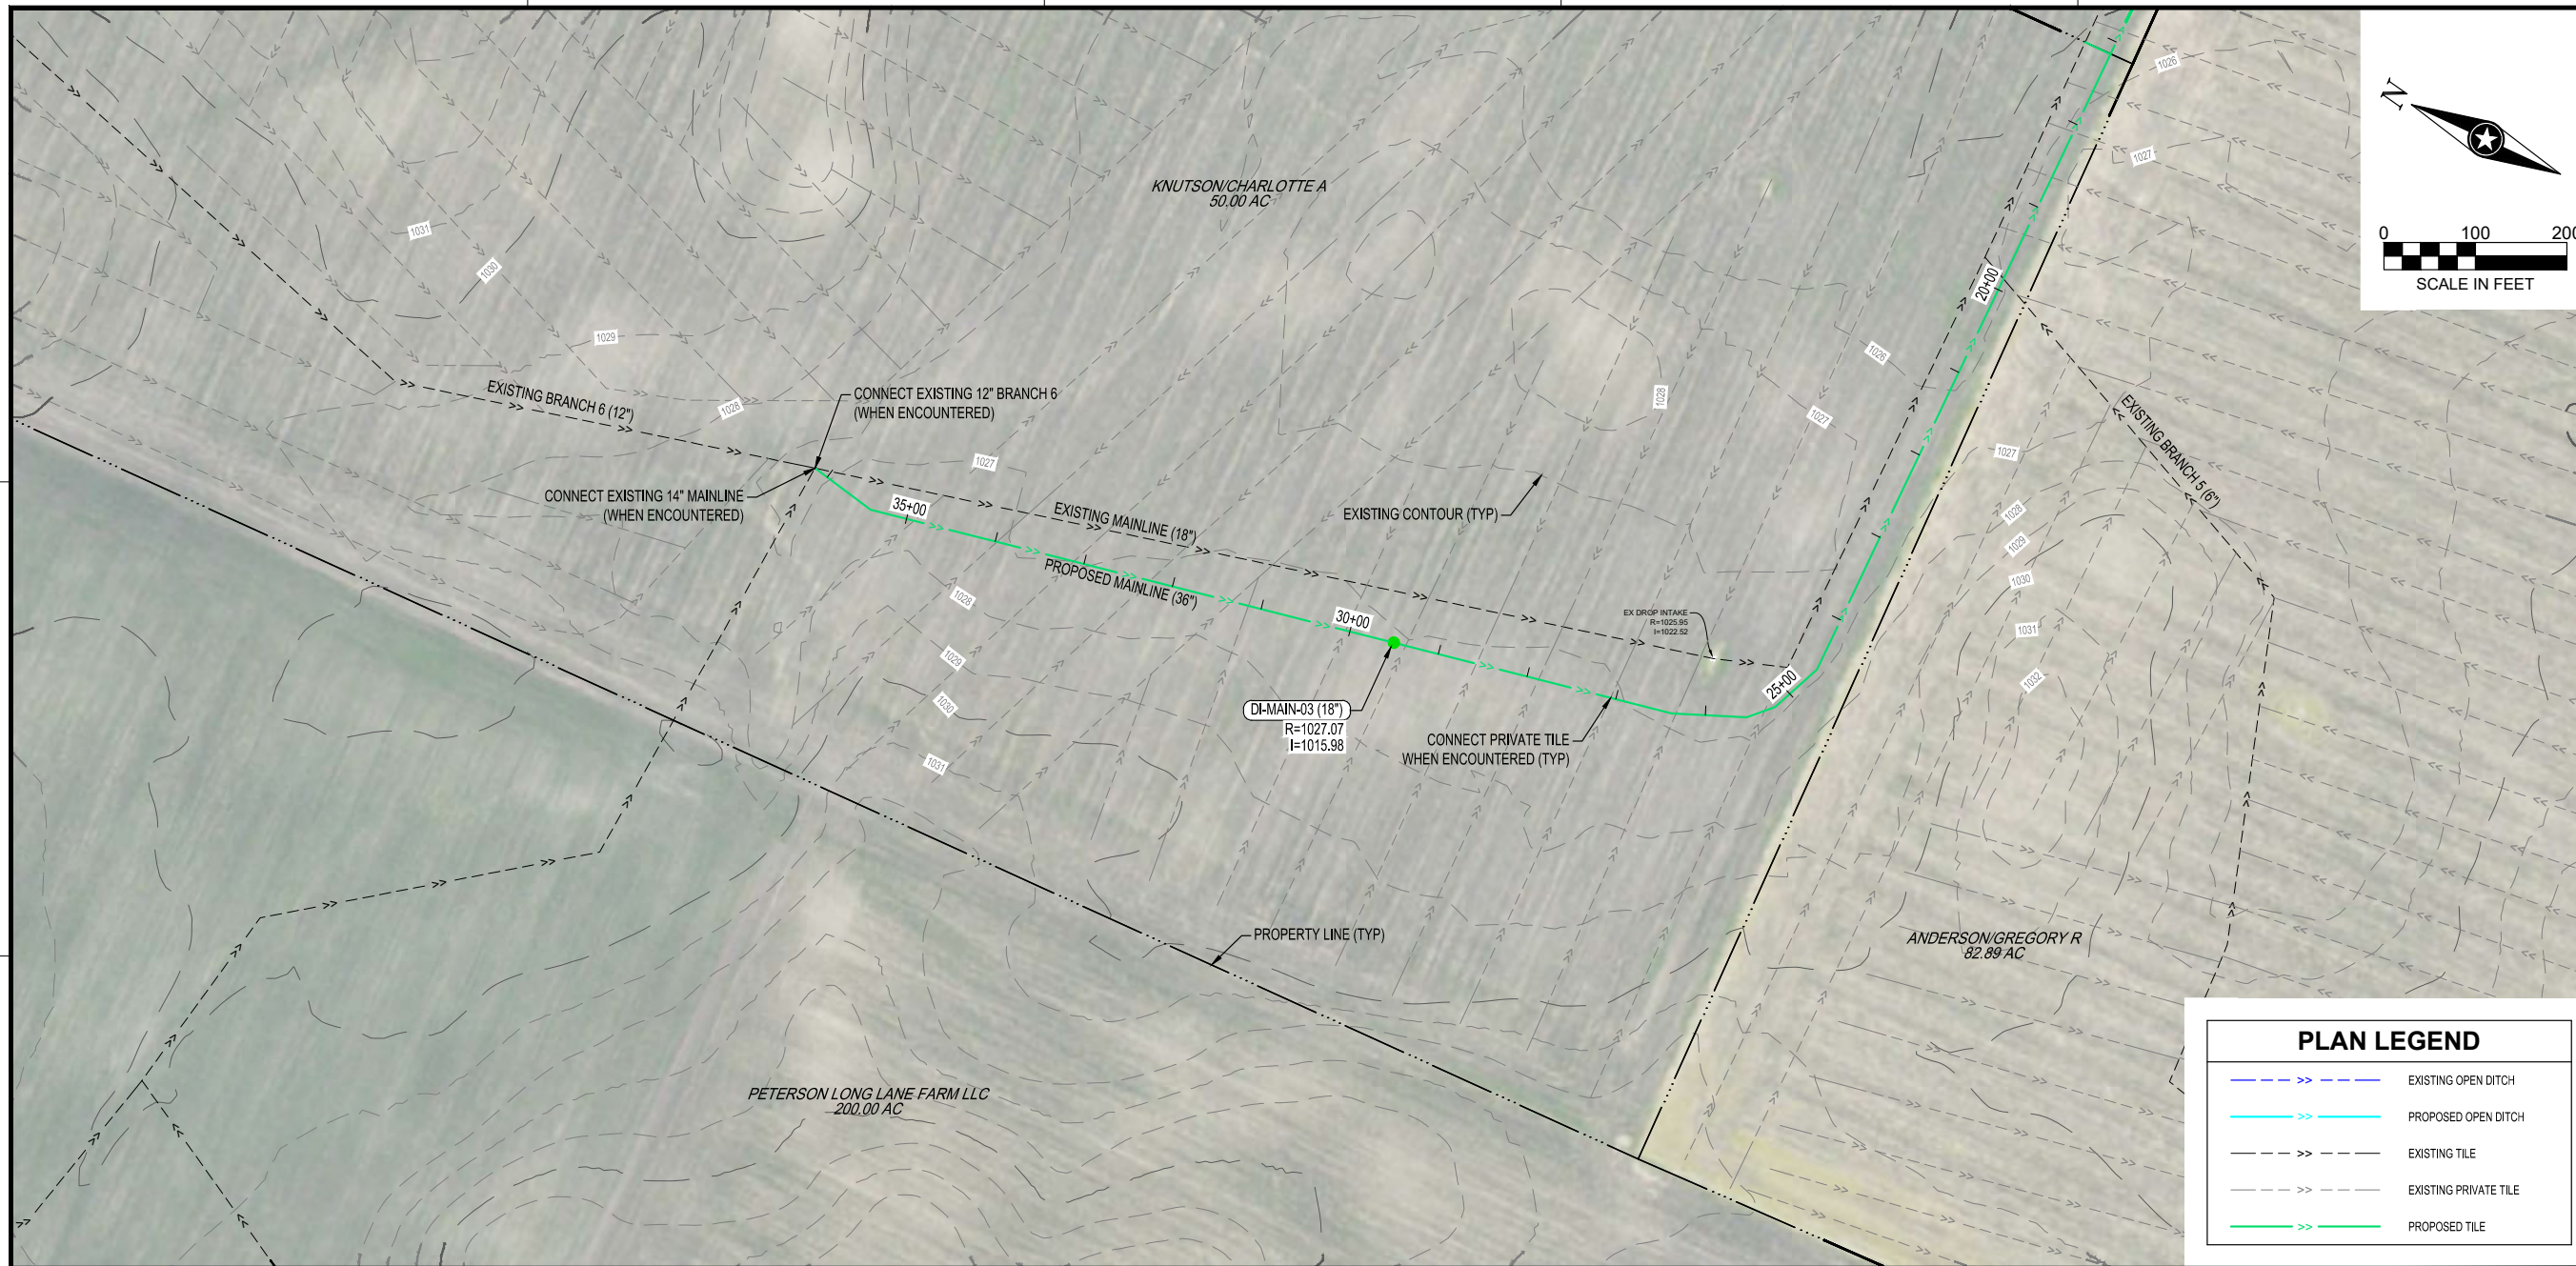 KNUTSON/CHARLOTTE A
50.00 AC
N
0 100 200
SCALE IN FEET
1026
1027
1031
1030
1029
1028
20+00
1026
1027
1028
EXISTING BRANCH 6 (12")
CONNECT EXISTING 12" BRANCH 6
(WHEN ENCOUNTERED)
EXISTING BRANCH 5 (6")
1027
1027
CONNECT EXISTING 14" MAINLINE
(WHEN ENCOUNTERED)
35+00
EXISTING MAINLINE (18")
EXISTING CONTOUR (TYP)
1028
1029
1030
1031
1032
PROPOSED MAINLINE (36")
1028
1029
1030
1031
30+00
EX DROP INTAKE
R=1025.95
I=1022.52
25+00
DI-MAIN-03 (18")
R=1027.07
I=1015.98
CONNECT PRIVATE TILE
WHEN ENCOUNTERED (TYP)
PROPERTY LINE (TYP)
ANDERSON/GREGORY R
82.89 AC
PETERSON LONG LANE FARM LLC
200.00 AC
PLAN LEGEND
EXISTING OPEN DITCH
PROPOSED OPEN DITCH
EXISTING TILE
EXISTING PRIVATE TILE
PROPOSED TILE